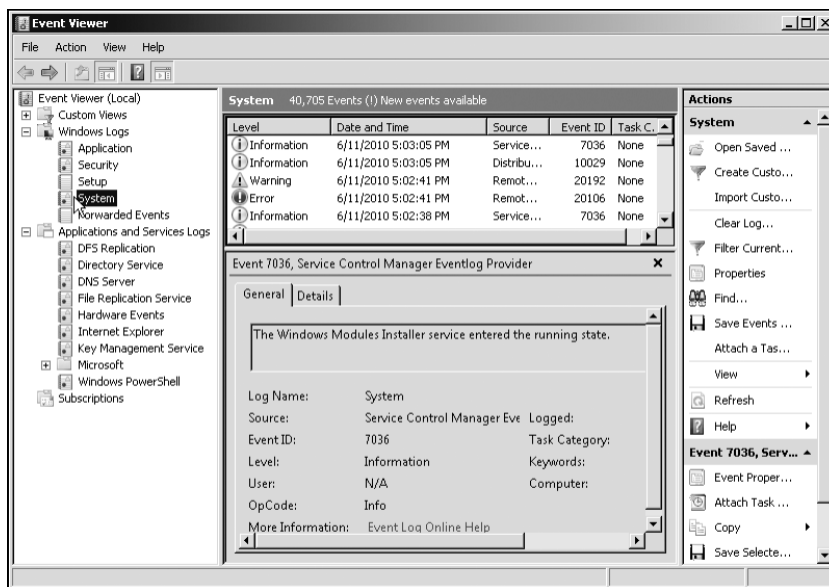 Event Viewer
File Action View Help
Event Viewer (Local)
Custom Views
Windows Logs
Application
Security
Setup
System
Forwarded Events
Applications and Services Logs
DFS Replication
Directory Service
DNS Server
File Replication Service
Hardware Events
Internet Explorer
Key Management Service
Microsoft
Windows PowerShell
Subscriptions
System 40,705 Events (!) New events available
Level Date and Time Source Event ID Task C.
Information 6/11/2010 5:03:05 PM Service... 7036 None
Information 6/11/2010 5:03:05 PM Distribu... 10029 None
Warning 6/11/2010 5:02:41 PM Remot... 20192 None
Error 6/11/2010 5:02:41 PM Remot... 20106 None
Information 6/11/2010 5:02:38 PM Service... 7036 None
Event 7036, Service Control Manager Eventlog Provider
General Details
The Windows Modules Installer service entered the running state.
Log Name: System
Source: Service Control Manager Eve Logged:
Event ID: 7036 Task Category:
Level: Information Keywords:
User: N/A Computer:
OpCode: Info
More Information: Event Log Online Help
Actions
System
Open Saved ...
Create Custo...
Import Custo...
Clear Log...
Filter Current...
Properties
Find...
Save Events ...
Attach a Tas...
View
Refresh
Help
Event 7036, Serv...
Event Proper...
Attach Task ...
Copy
Save Selecte...